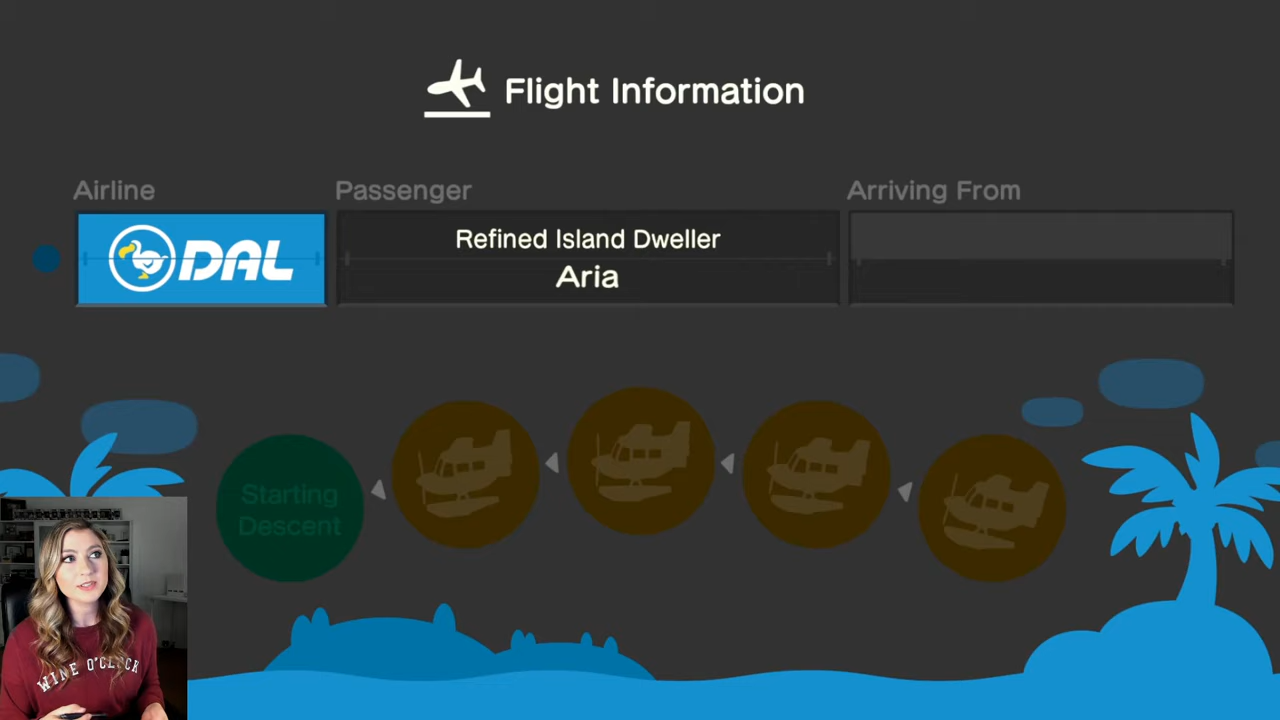 Flight Information
Airline
Passenger
Arriving From
DAL
Refined Island Dweller
Aria
Starting
Descent
WINE O'CLOCK